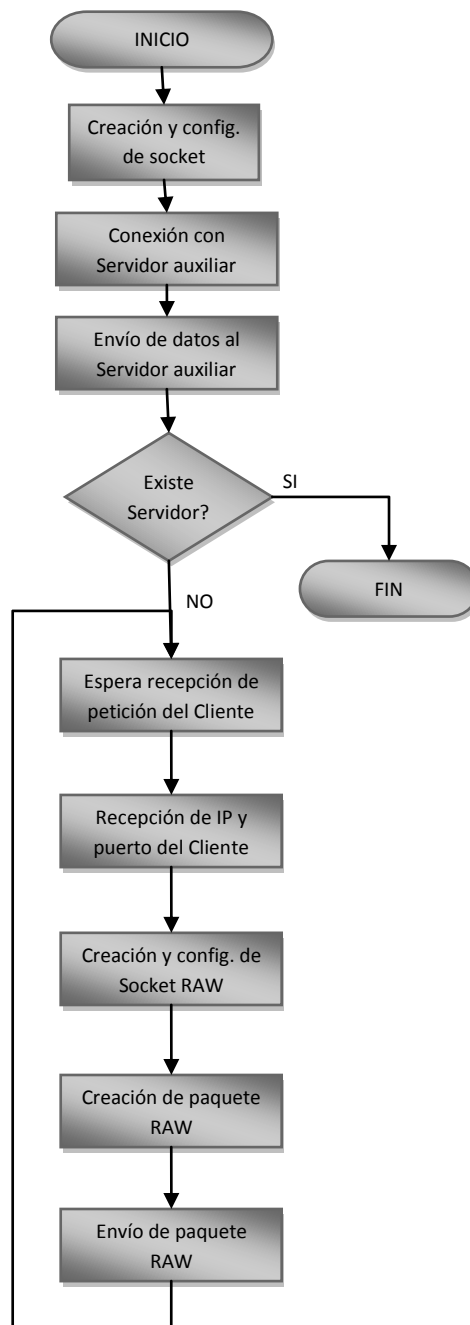 INICIO
Creación y config.
de socket
Conexión con
Servidor auxiliar
Envío de datos al
Servidor auxiliar
Existe
Servidor?
SI
FIN
NO
Espera recepción de
petición del Cliente
Recepción de IP y
puerto del Cliente
Creación y config. de
Socket RAW
Creación de paquete
RAW
Envío de paquete
RAW